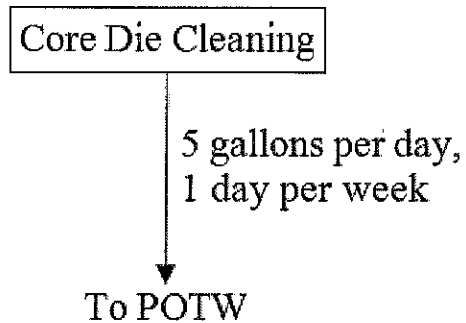 Core Die Cleaning
5 gallons per day,
1 day per week
To POTW